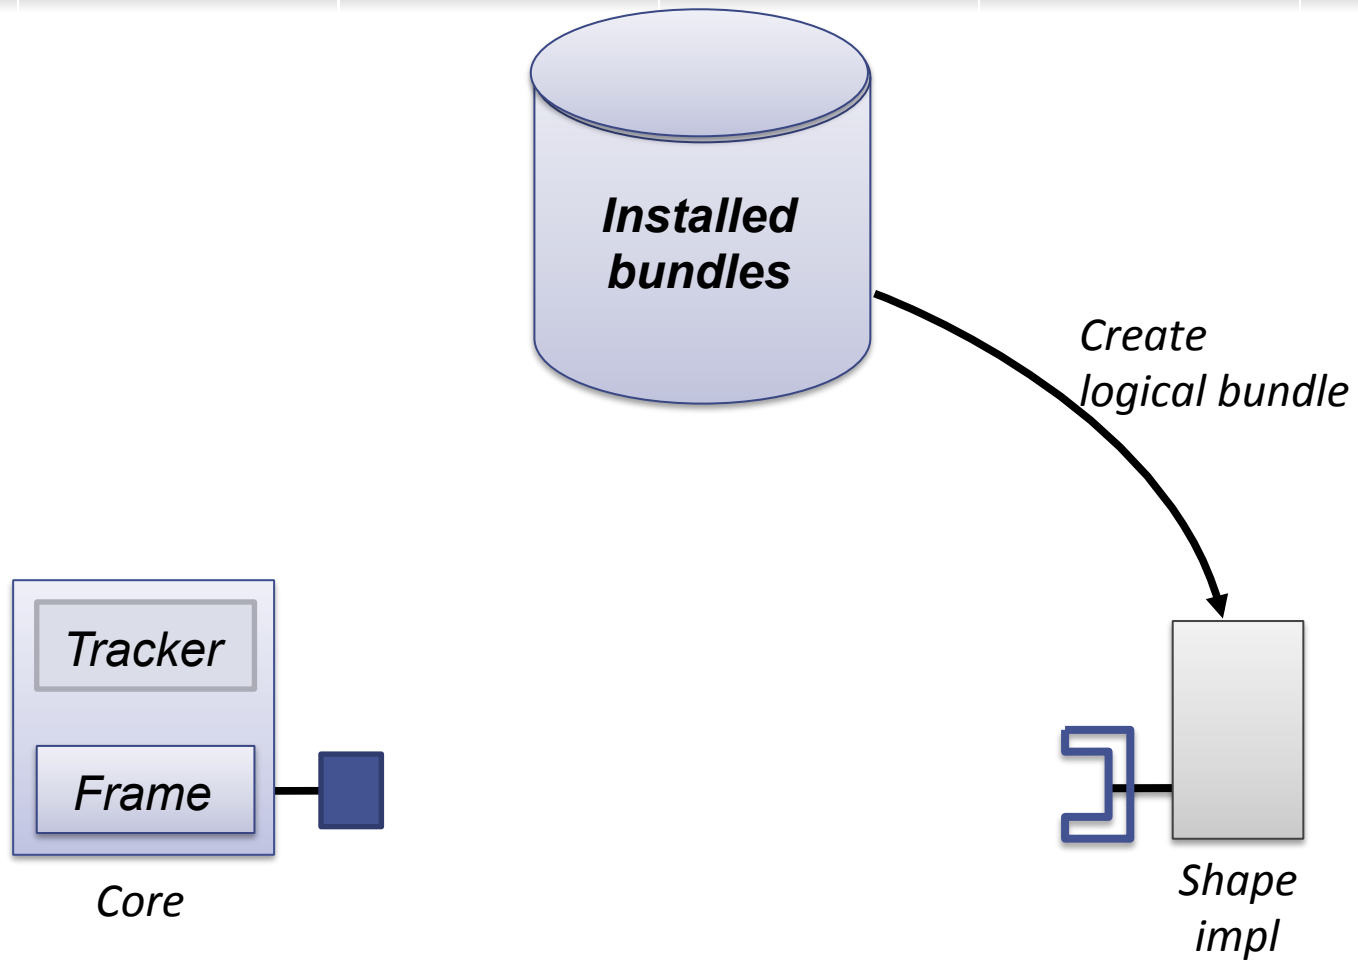 Installed
bundles
Create
logical bundle
Tracker
Frame
Core
Shape
impl